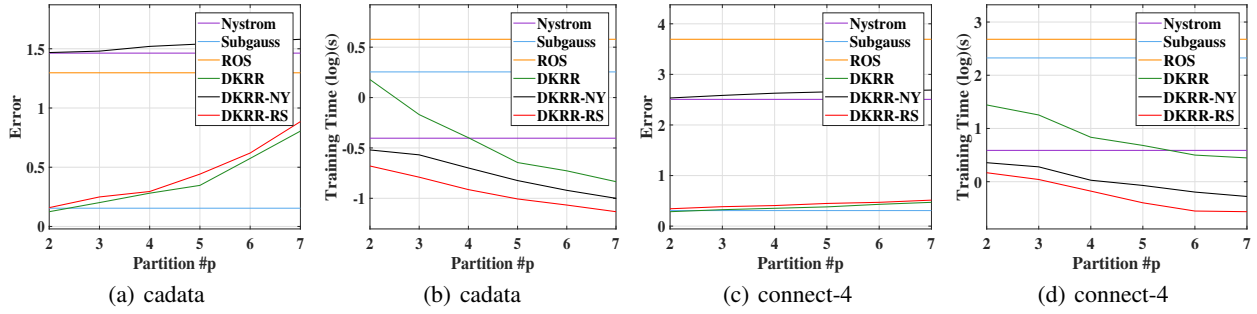 Error
1.5
1
0.5
0
2 3 4 5 6 7
Partition #p
Nystrom
Subgauss
ROS
DKRR
DKRR-NY
DKRR-RS
(a) cadata
Training Time (log)(s)
0.5
0
-0.5
-1
2 3 4 5 6 7
Partition #p
Nystrom
Subgauss
ROS
DKRR
DKRR-NY
DKRR-RS
(b) cadata
Error
4
3
2
1
0
2 3 4 5 6 7
Partition #p
Nystrom
Subgauss
ROS
DKRR
DKRR-NY
DKRR-RS
(c) connect-4
Training Time (log)(s)
3
2
1
0
2 3 4 5 6 7
Partition #p
Nystrom
Subgauss
ROS
DKRR
DKRR-NY
DKRR-RS
(d) connect-4